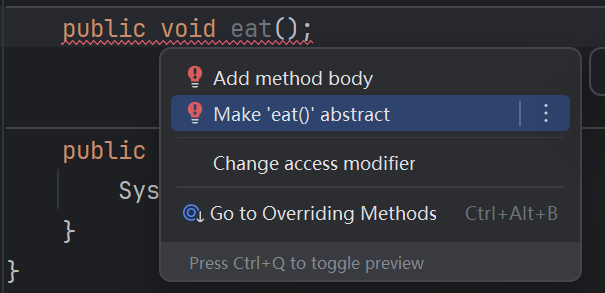 public void eat();
Add method body
Make 'eat()' abstract
Change access modifier
public
Sys
Go to Overriding Methods Ctrl+Alt+B
}
Press Ctrl+Q to toggle preview
}